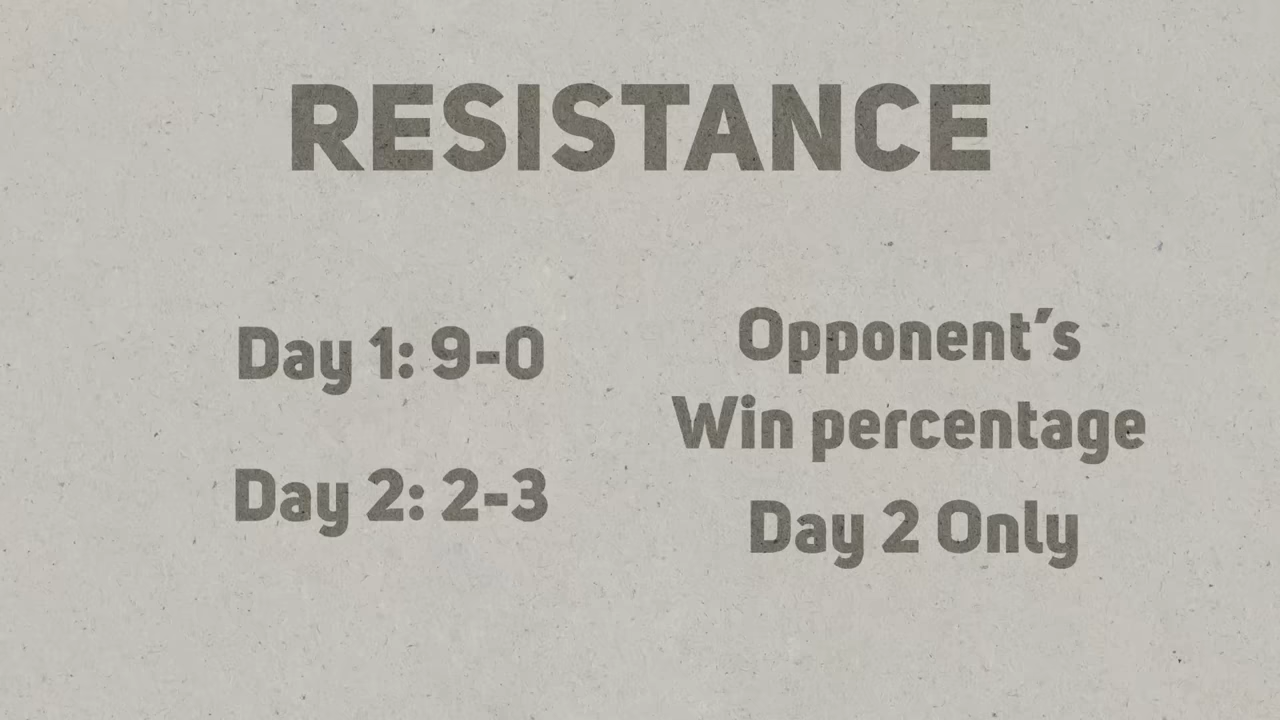 RESISTANCE
Day 1: 9-0
Day 2: 2-3
Opponent's
Win percentage
Day 2 Only